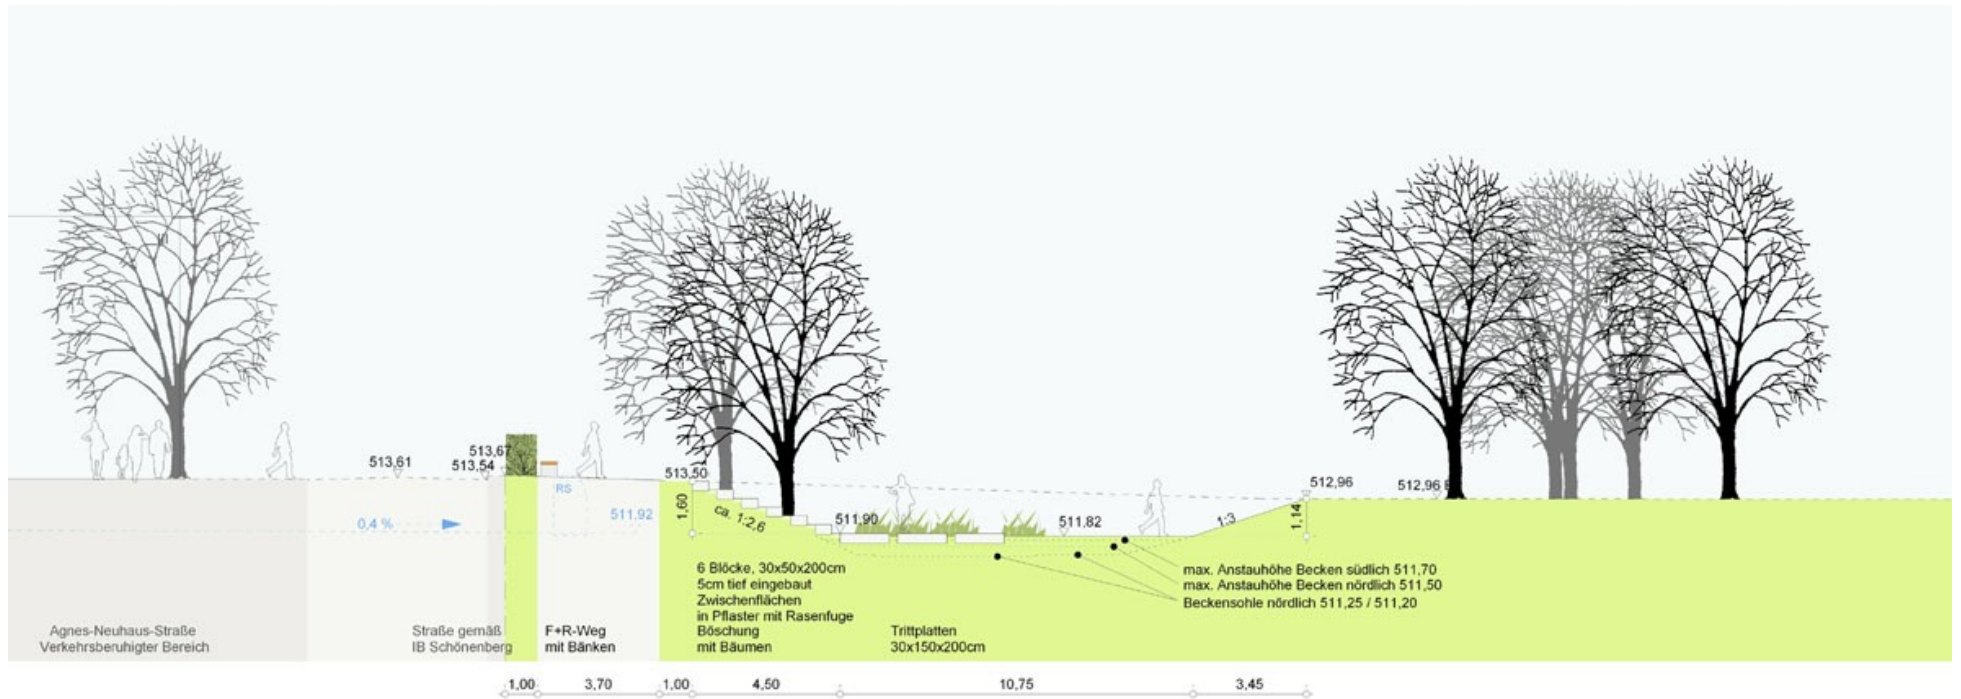 513,67
513,61
513,54
513,50
512,96
512,96
RS
511,92
0,4 %
1,60
ca. 1:2,6
511,90
511,82
1:3
1,14
6 Blöcke, 30x50x200cm
5cm tief eingebaut
Zwischenflächen
in Pflaster mit Rasenfuge
Böschung
mit Bäumen
max. Anstauhöhe Becken südlich 511,70
max. Anstauhöhe Becken nördlich 511,50
Beckensohle nördlich 511,25 / 511,20
Agnes-Neuhaus-Straße
Verkehrsberuhigter Bereich
Straße gemäß
IB Schönenberg
F+R-Weg
mit Bänken
Trittplatten
30x150x200cm
1,00
3,70
1,00
4,50
10,75
3,45